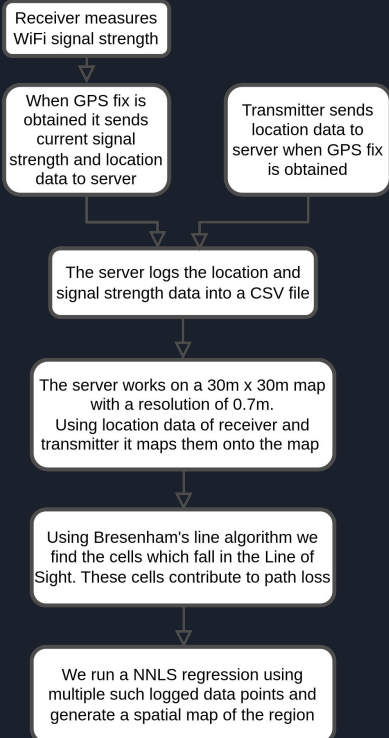 Receiver measures
WiFi signal strength
When GPS fix is
obtained it sends
current signal
strength and location
data to server
Transmitter sends
location data to
server when GPS fix
is obtained
The server logs the location and
signal strength data into a CSV file
The server works on a 30m x 30m map
with a resolution of 0.7m.
Using location data of receiver and
transmitter it maps them onto the map
Using Bresenham's line algorithm we
find the cells which fall in the Line of
Sight. These cells contribute to path loss
We run a NNLS regression using
multiple such logged data points and
generate a spatial map of the region